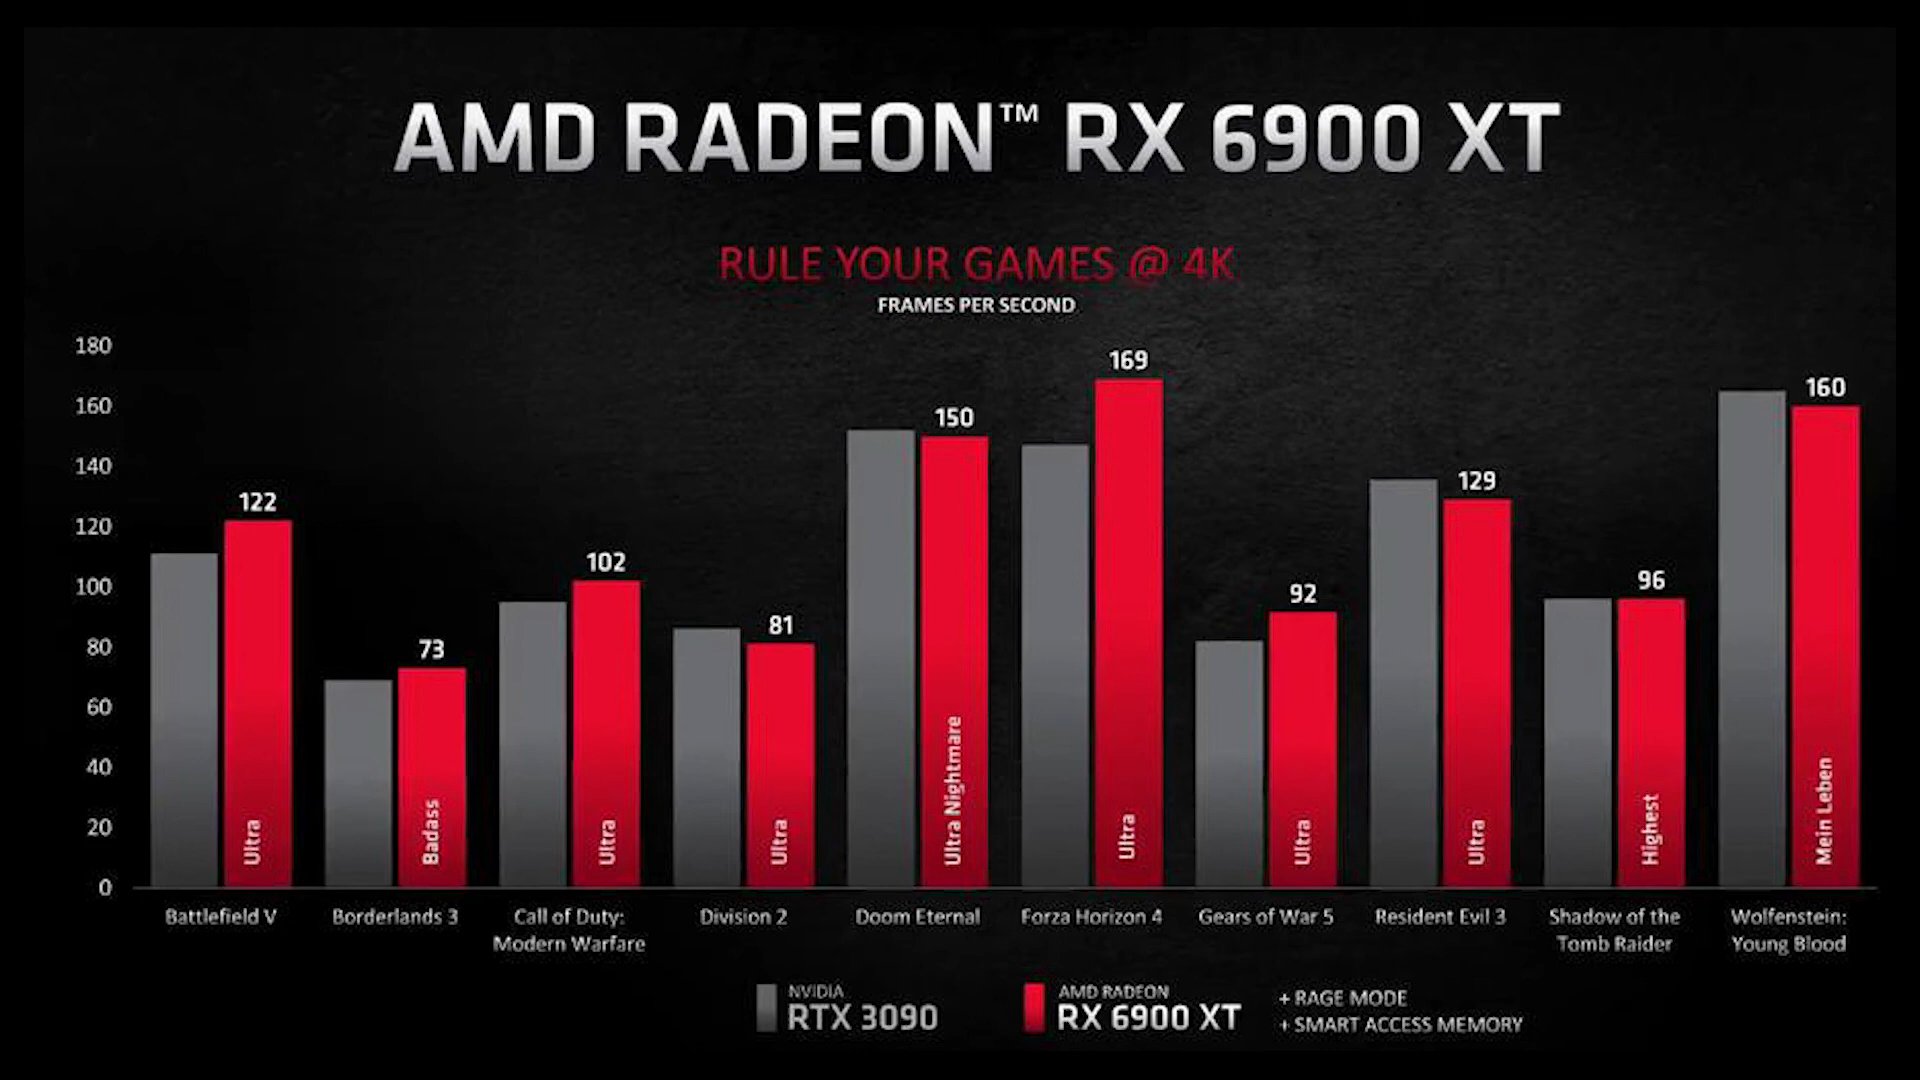 AMD RADEON™ RX 6900 XT
RULE YOUR GAMES @ 4K
FRAMES PER SECOND
180
160
140
120
100
80
60
40
20
0
122
73
102
81
150
169
92
129
96
160
Ultra
Badass
Ultra
Ultra
Ultra Nightmare
Ultra
Ultra
Ultra
Highest
Mein Leben
Battlefield V
Borderlands 3
Call of Duty:
Modern Warfare
Division 2
Doom Eternal
Forza Horizon 4
Gears of War 5
Resident Evil 3
Shadow of the
Tomb Raider
Wolfenstein:
Young Blood
NVIDIA
RTX 3090
AMD RADEON
RX 6900 XT
+ RAGE MODE
+ SMART ACCESS MEMORY